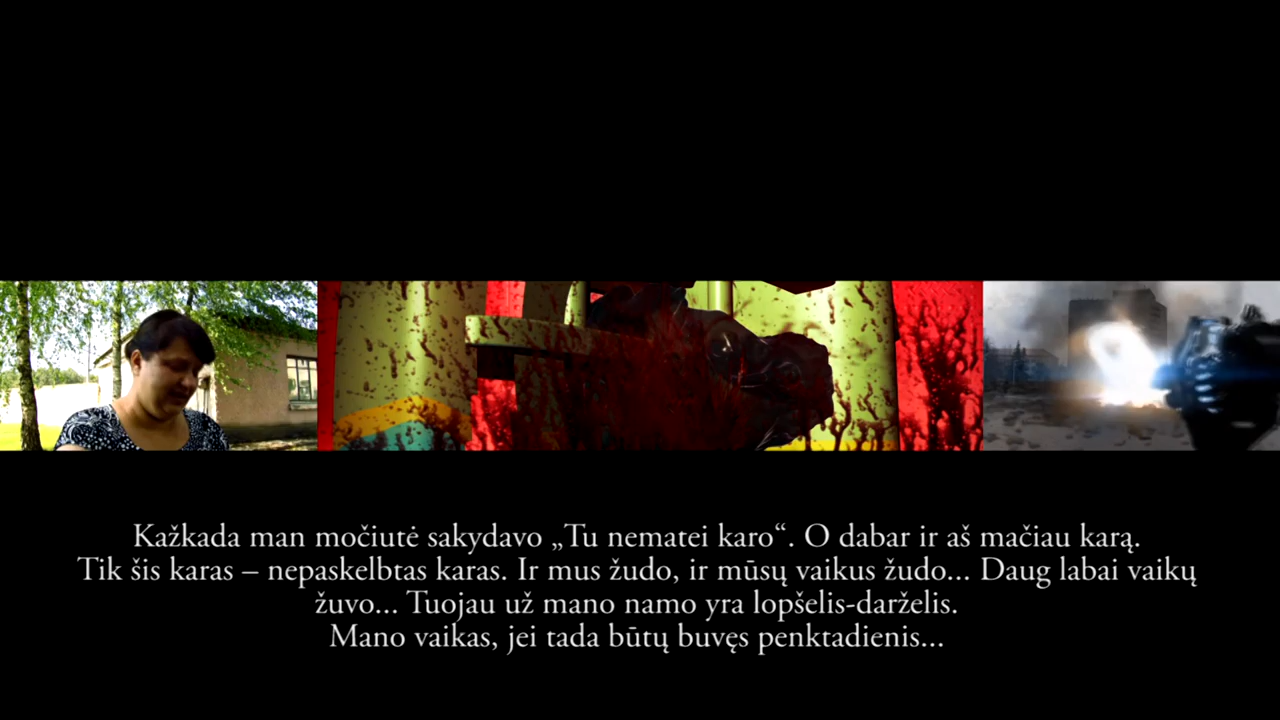 Kažkada man močiutė sakydavo „Tu nematei karo“. O dabar ir aš mačiau karą.
Tik šis karas – nepaskelbtas karas. Ir mus žudo, ir mūsų vaikus žudo... Daug labai vaikų
žuvo... Tuojau už mano namo yra lopšelis-darželis.
Mano vaikas, jei tada būtų buvęs penktadienis...